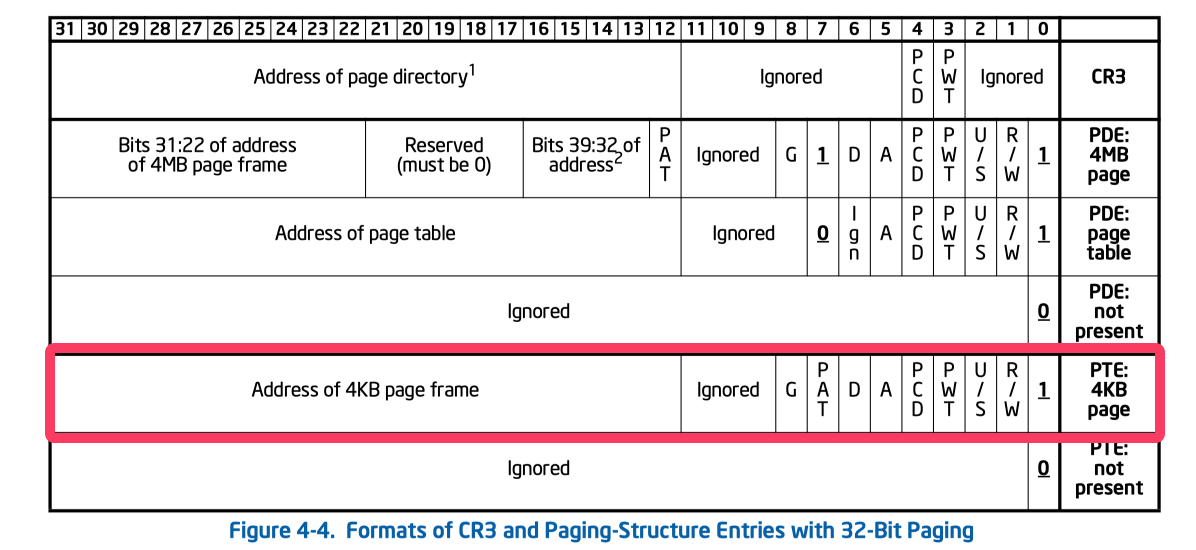 31 30 29 28 27 26 25 24 23 22 21 20 19 18 17 16 15 14 13 12 11 10 9 8 7 6 5 4 3 2 1 0
Address of page directory1 Ignored PCD PWT Ignored CR3
Bits 31:22 of address of 4MB page frame Reserved (must be 0) Bits 39:32 of address2 PAT Ignored G 1 D A PCD PWT U/S R/W 1 PDE: 4MB page
Address of page table Ignored 0 Ign A PCD PWT U/S R/W 1 PDE: page table
Ignored 0 PDE: not present
Address of 4KB page frame Ignored G PAT D A PCD PWT U/S R/W 1 PTE: 4KB page
Ignored 0 PTE: not present
Figure 4-4. Formats of CR3 and Paging-Structure Entries with 32-Bit Paging